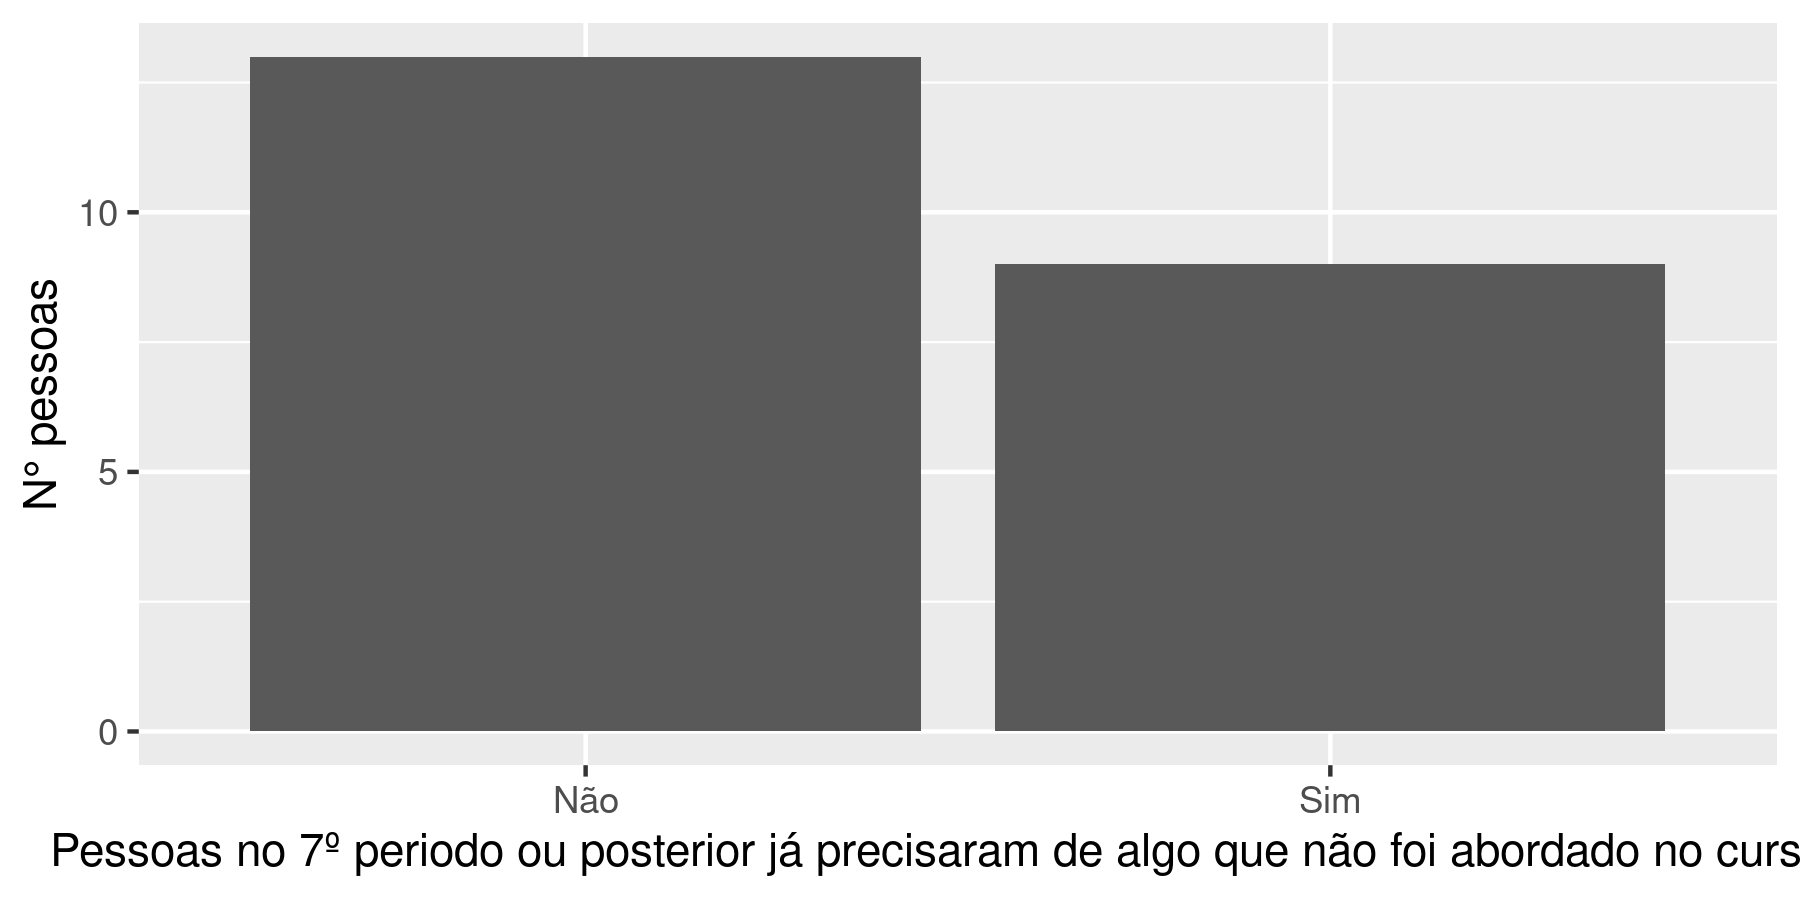 N° pessoas
10
5
0
Não
Sim
Pessoas no 7º periodo ou posterior já precisaram de algo que não foi abordado no curs